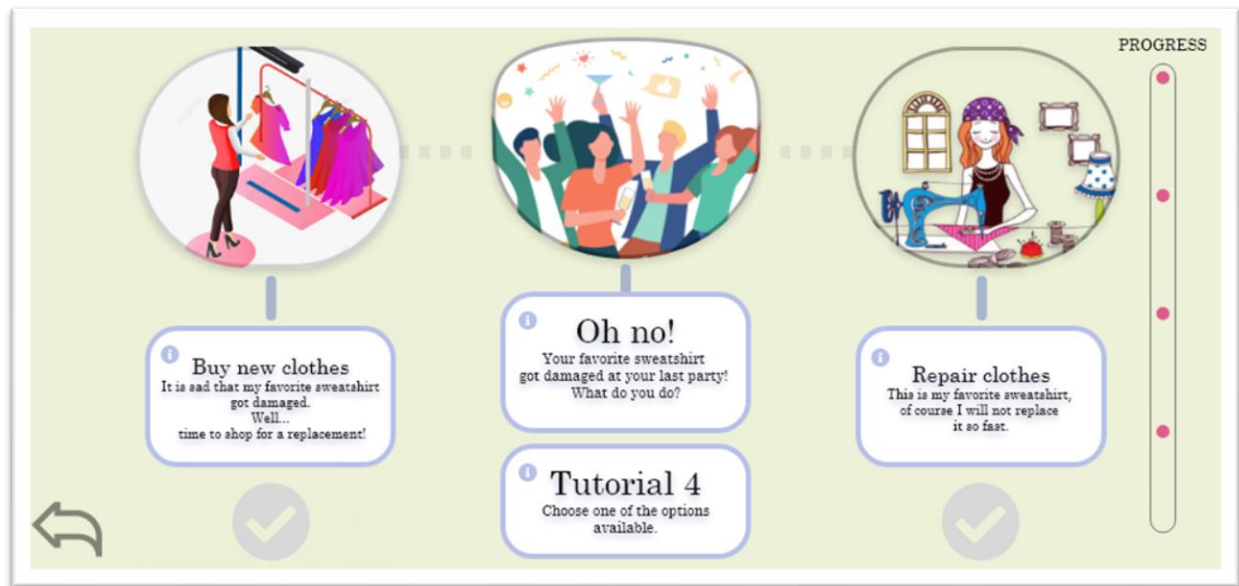 PROGRESS
Buy new clothes
It is sad that my favorite sweatshirt
got damaged.
Well...
time to shop for a replacement!
Oh no!
Your favorite sweatshirt
got damaged at your last party!
What do you do?
Tutorial 4
Choose one of the options
available.
Repair clothes
This is my favorite sweatshirt,
of course I will not replace
it so fast.